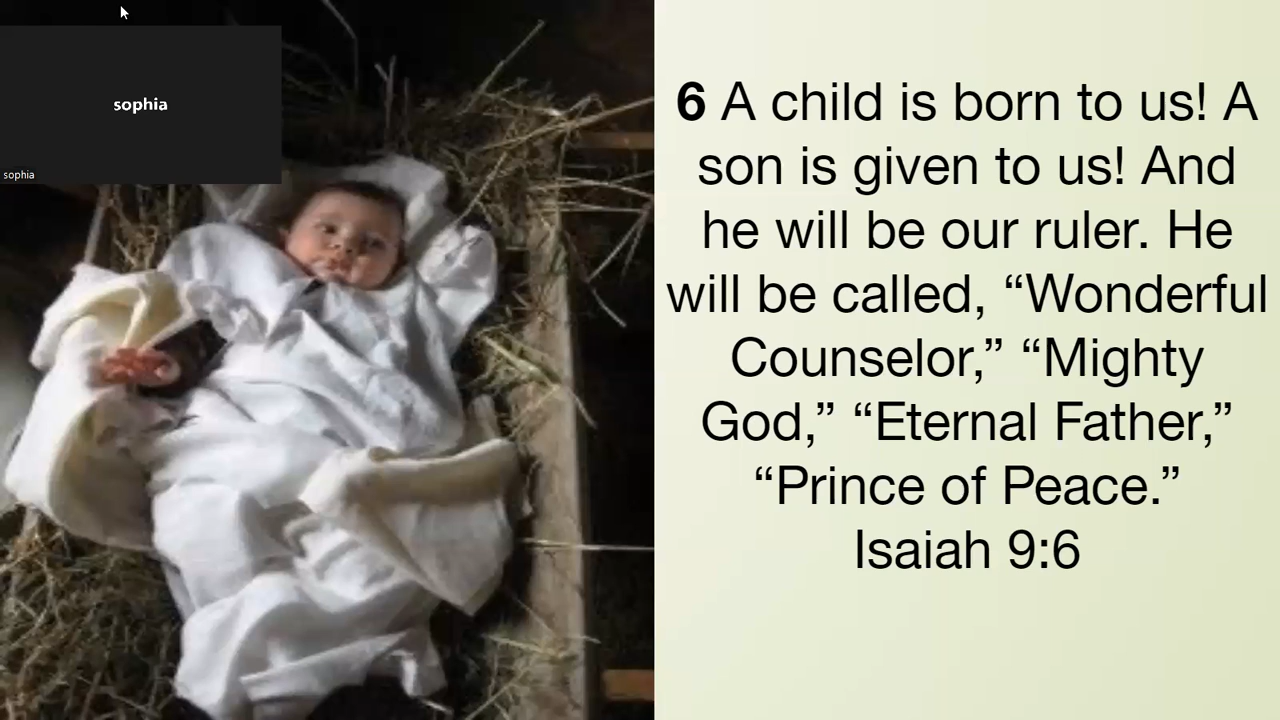 sophia
sophia
6 A child is born to us! A
son is given to us! And
he will be our ruler. He
will be called, “Wonderful
Counselor,” “Mighty
God,” “Eternal Father,”
“Prince of Peace.”
Isaiah 9:6